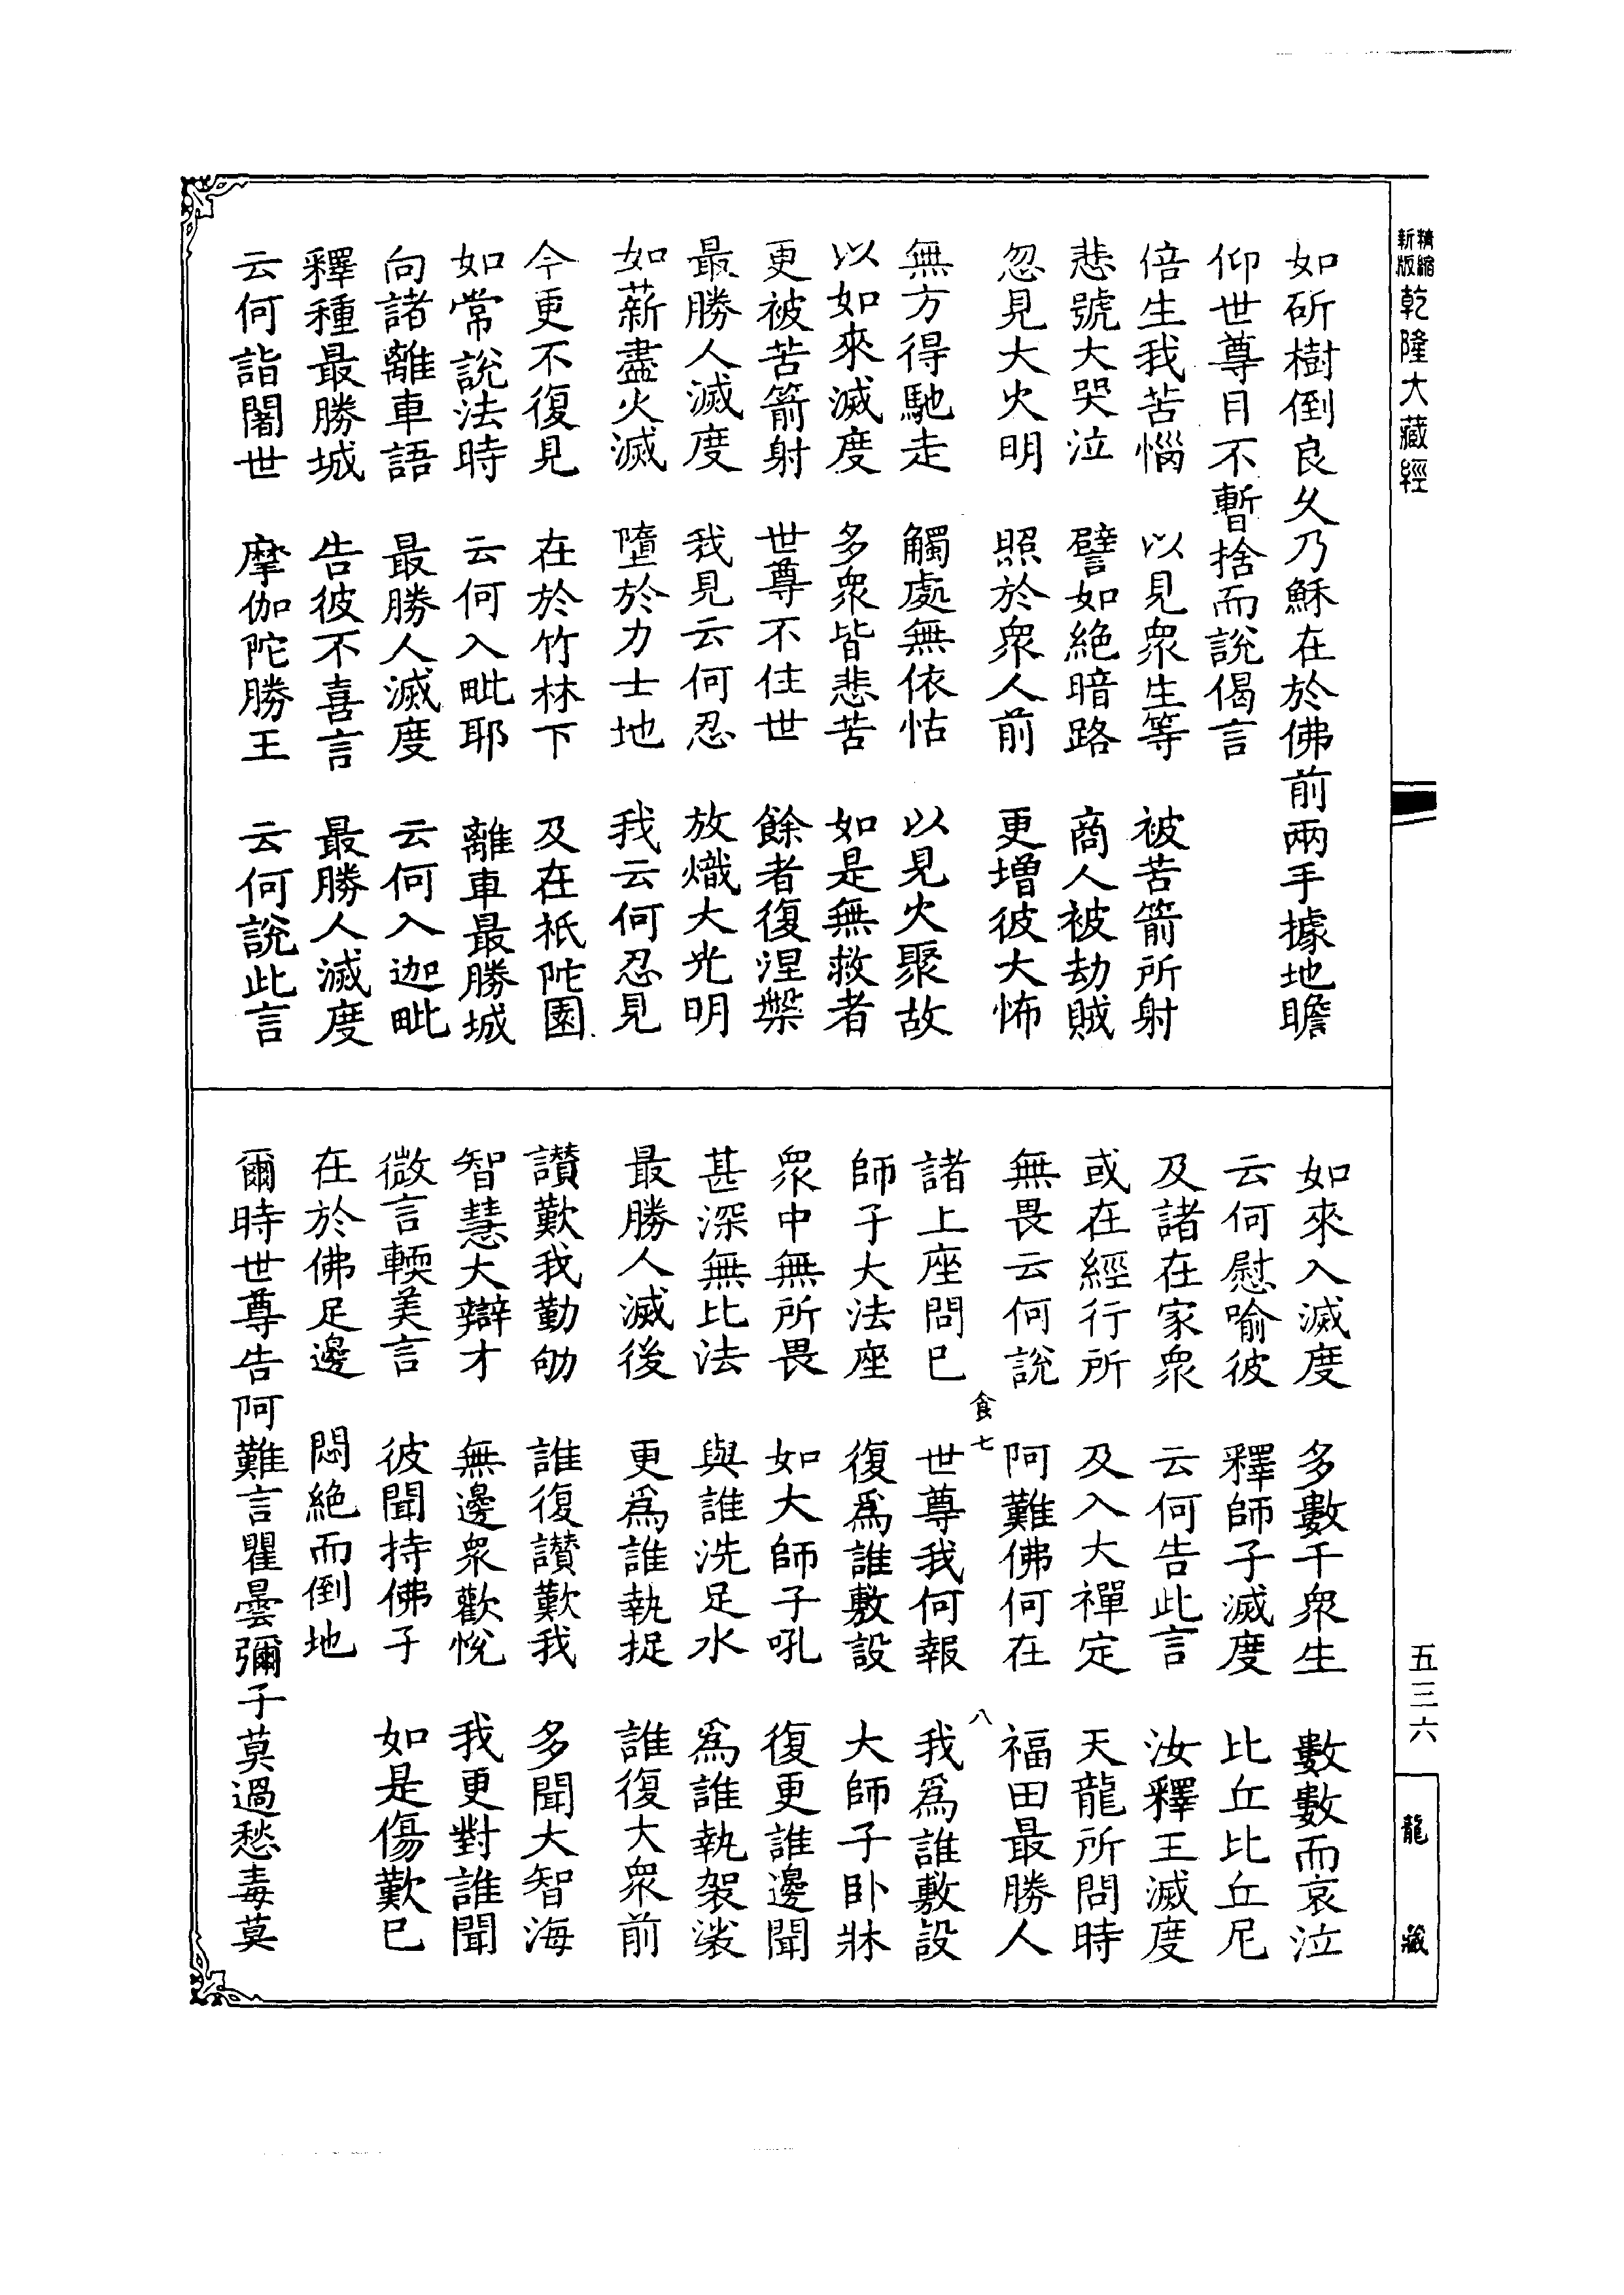 精縮新版乾隆大藏經
如斫樹倒良久乃穌在於佛前兩手據地瞻
仰世尊目不暫捨而說偈言
倍生我苦惱　以見衆生等　被苦箭所射
悲號大哭泣　譬如絕暗路　商人被劫賊
忽見大火明　照於衆人前　更增彼大怖
無方得馳走　觸處無依怙　以見火聚故
以如來滅度　多衆皆悲苦　如是無救者
更被苦箭射　世尊不住世　餘者復涅槃
最勝人滅度　我見云何忍　放熾大光明
如薪盡火滅　墮於力士地　我云何忍見
今更不復見　在於竹林下　及在祇陀園
如常說法時　云何入毗耶　離車最勝城
向諸離車語　最勝人滅度　云何入迦毗
釋種最勝城　告彼不喜言　最勝人滅度
云何詣闍世　摩伽陀勝王　云何說此言
如來入滅度　多數千衆生　數數而哀泣
云何慰喻彼　釋師子滅度　比丘比丘尼
及諸在家衆　云何告此言　汝釋王滅度
或在經行所　及入大禪定　天龍所問時
無畏云何說　阿難佛何在　福田最勝人
食七　八
諸上座問已　世尊我何報　我爲誰敷設
師子大法座　復爲誰敷設　大師子卧牀
衆中無所畏　如大師子吼　復更誰邊聞
甚深無比法　與誰洗足水　爲誰執袈裟
最勝人滅後　更爲誰執捉　誰復大衆前
讚歎我勤劬　誰復讚歎我　多聞大智海
智慧大辯才　無邊衆歡悅　我更對誰聞
微言輭美言　彼聞持佛子　如是傷歎已
在於佛足邊　悶絕而倒地
爾時世尊告阿難言瞿曇彌子莫過愁毒莫
五三六
龍藏